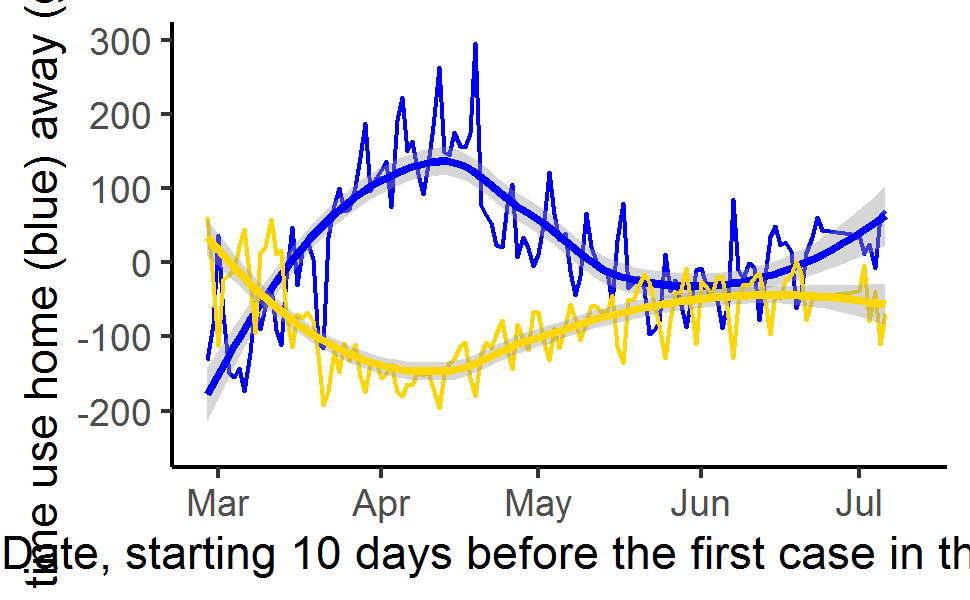 time use home (blue) away (
300
200
100
0
-100
-200
Mar Apr May Jun Jul
Date, starting 10 days before the first case in th